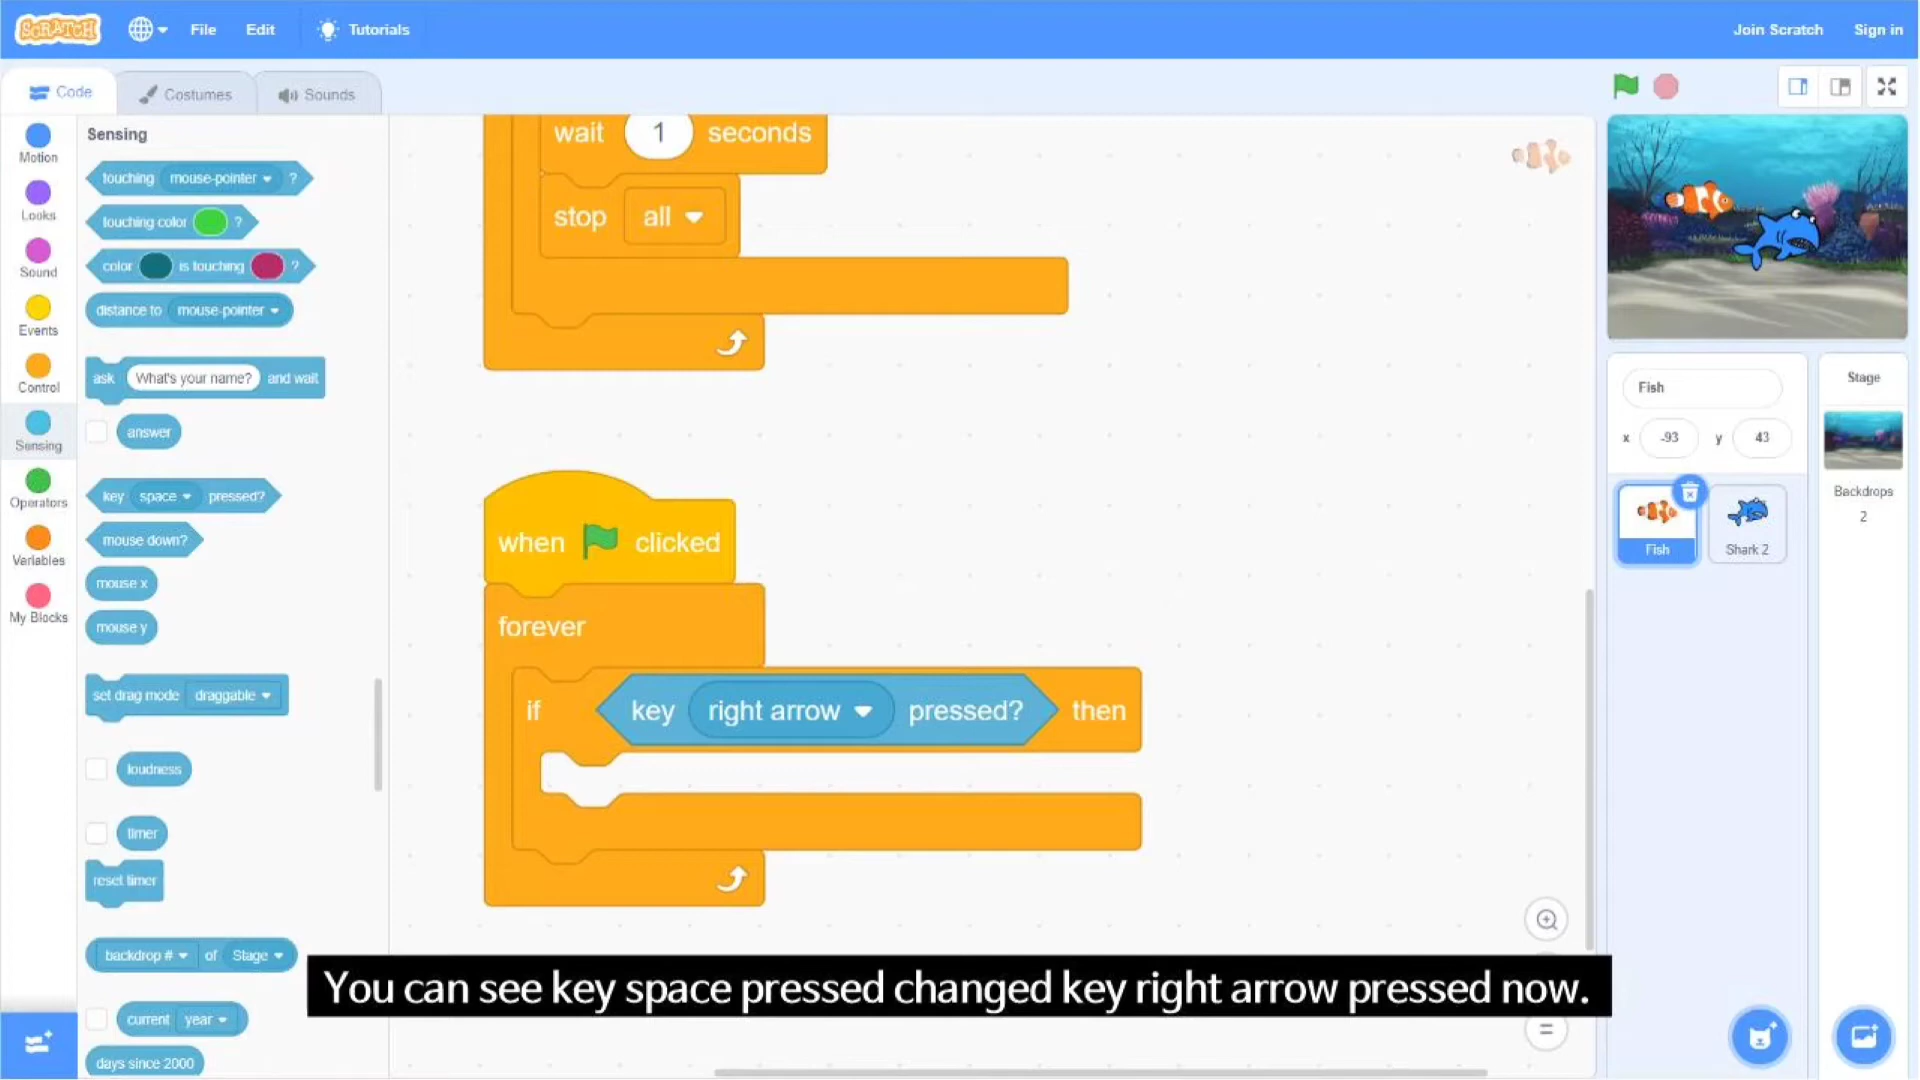 SCRATCH
File
Edit
Tutorials
Join Scratch
Sign in
Code
Costumes
Sounds
Motion
Looks
Sound
Events
Control
Sensing
Operators
Variables
My Blocks
Sensing
touching mouse-pointer ?
touching color ?
color is touching ?
distance to mouse-pointer
ask What's your name? and wait
answer
key space pressed?
mouse down?
mouse x
mouse y
set drag mode draggable
loudness
timer
reset timer
backdrop # of Stage
current year
days since 2000
wait 1 seconds
stop all
when clicked
forever
if key right arrow pressed? then
Fish
x -93 y 43
Fish
Shark 2
Stage
Backdrops
2
You can see key space pressed changed key right arrow pressed now.